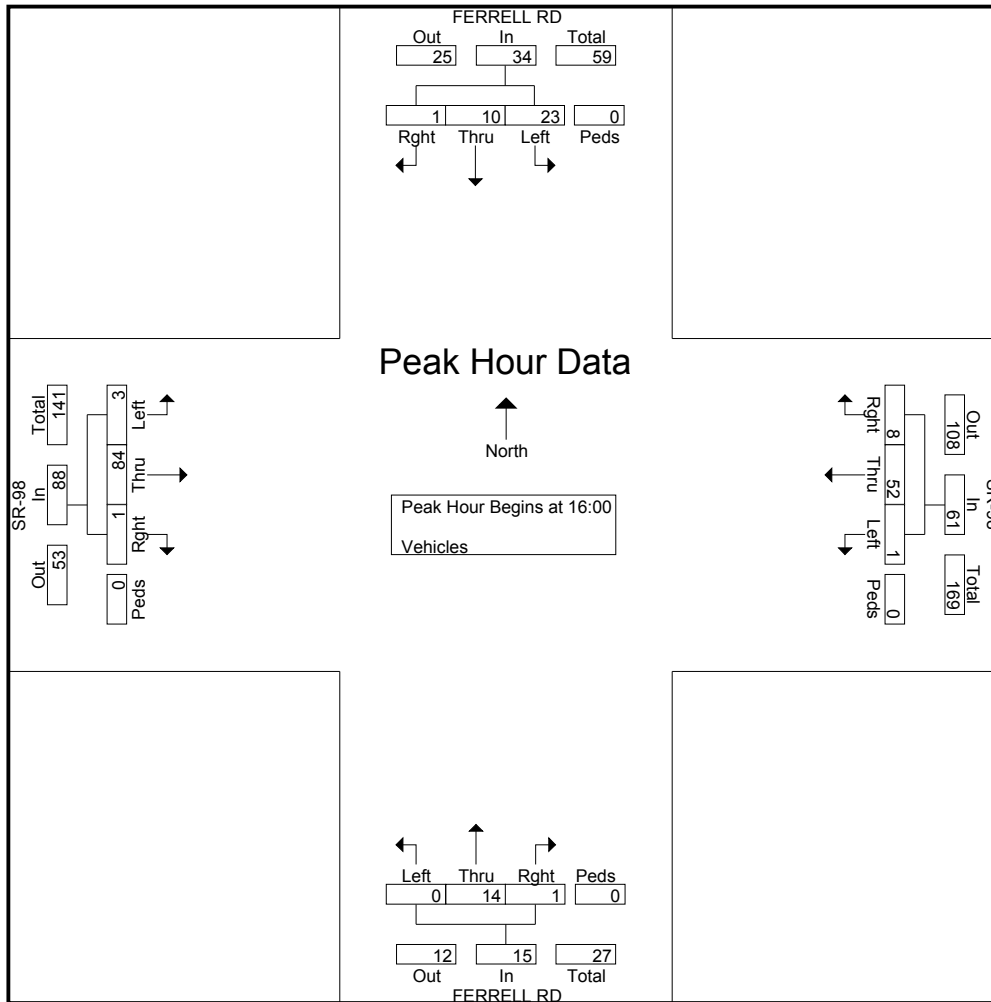 FERRELL RD
Out In Total
25 34 59
1 10 23 0
Rght Thru Left Peds
Peak Hour Data
North
Peak Hour Begins at 16:00
Vehicles
SR-98
Total In Out
141 88 53
3 84 1 0
Left Thru Rght Peds
Out In Total
108 61 169
8 52 1 0
Rght Thru Left Peds
Left Thru Rght Peds
0 14 1 0
12 15 27
Out In Total
FERRELL RD